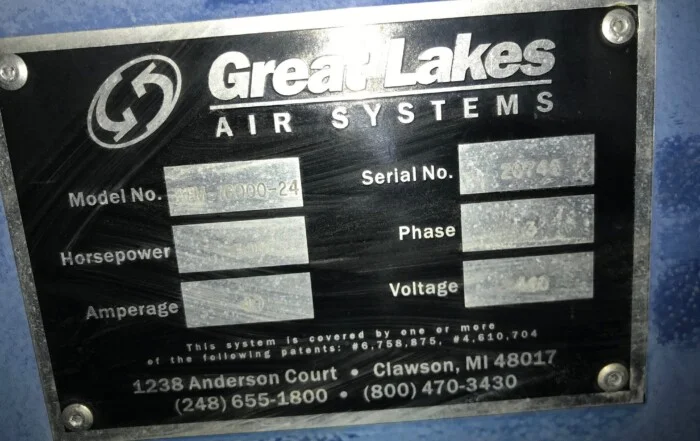 Great Lakes
AIR SYSTEMS
Model No.
Serial No. 20746
Horsepower
Phase 3
Amperage
Voltage 440
This system is covered by one or more
of the following patents: #6,758,875, #4,610,704
1238 Anderson Court • Clawson, MI 48017
(248) 655-1800 • (800) 470-3430